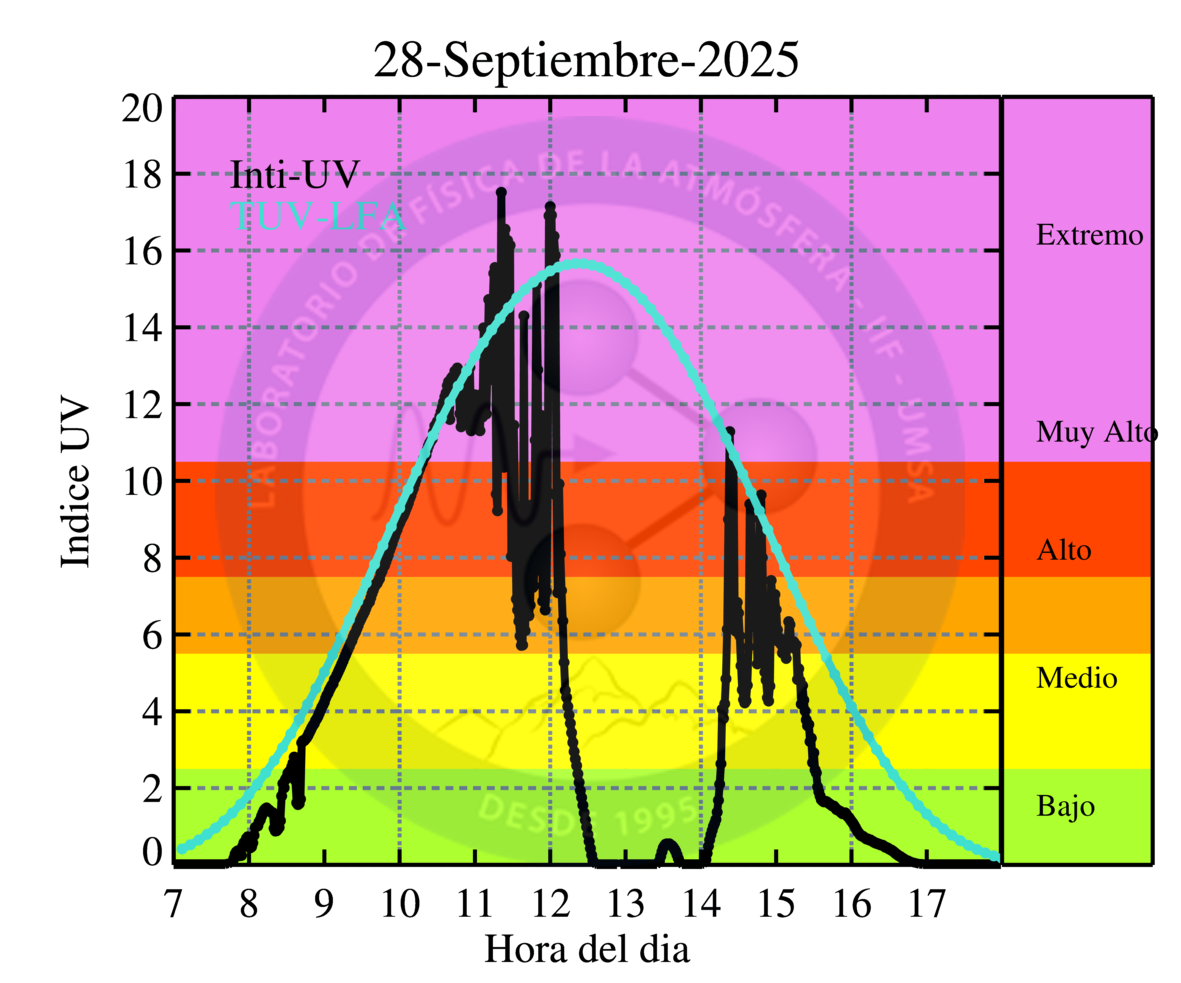 28-Septiembre-2025
Indice UV
20
18
16
14
12
10
8
6
4
2
0
Inti-UV
TUV-LFA
LABORATORIO DE FÍSICA DE LA ATMÓSFERA - IIF - UMSA
DESDE 1995
Extremo
Muy Alto
Alto
Medio
Bajo
7 8 9 10 11 12 13 14 15 16 17
Hora del dia